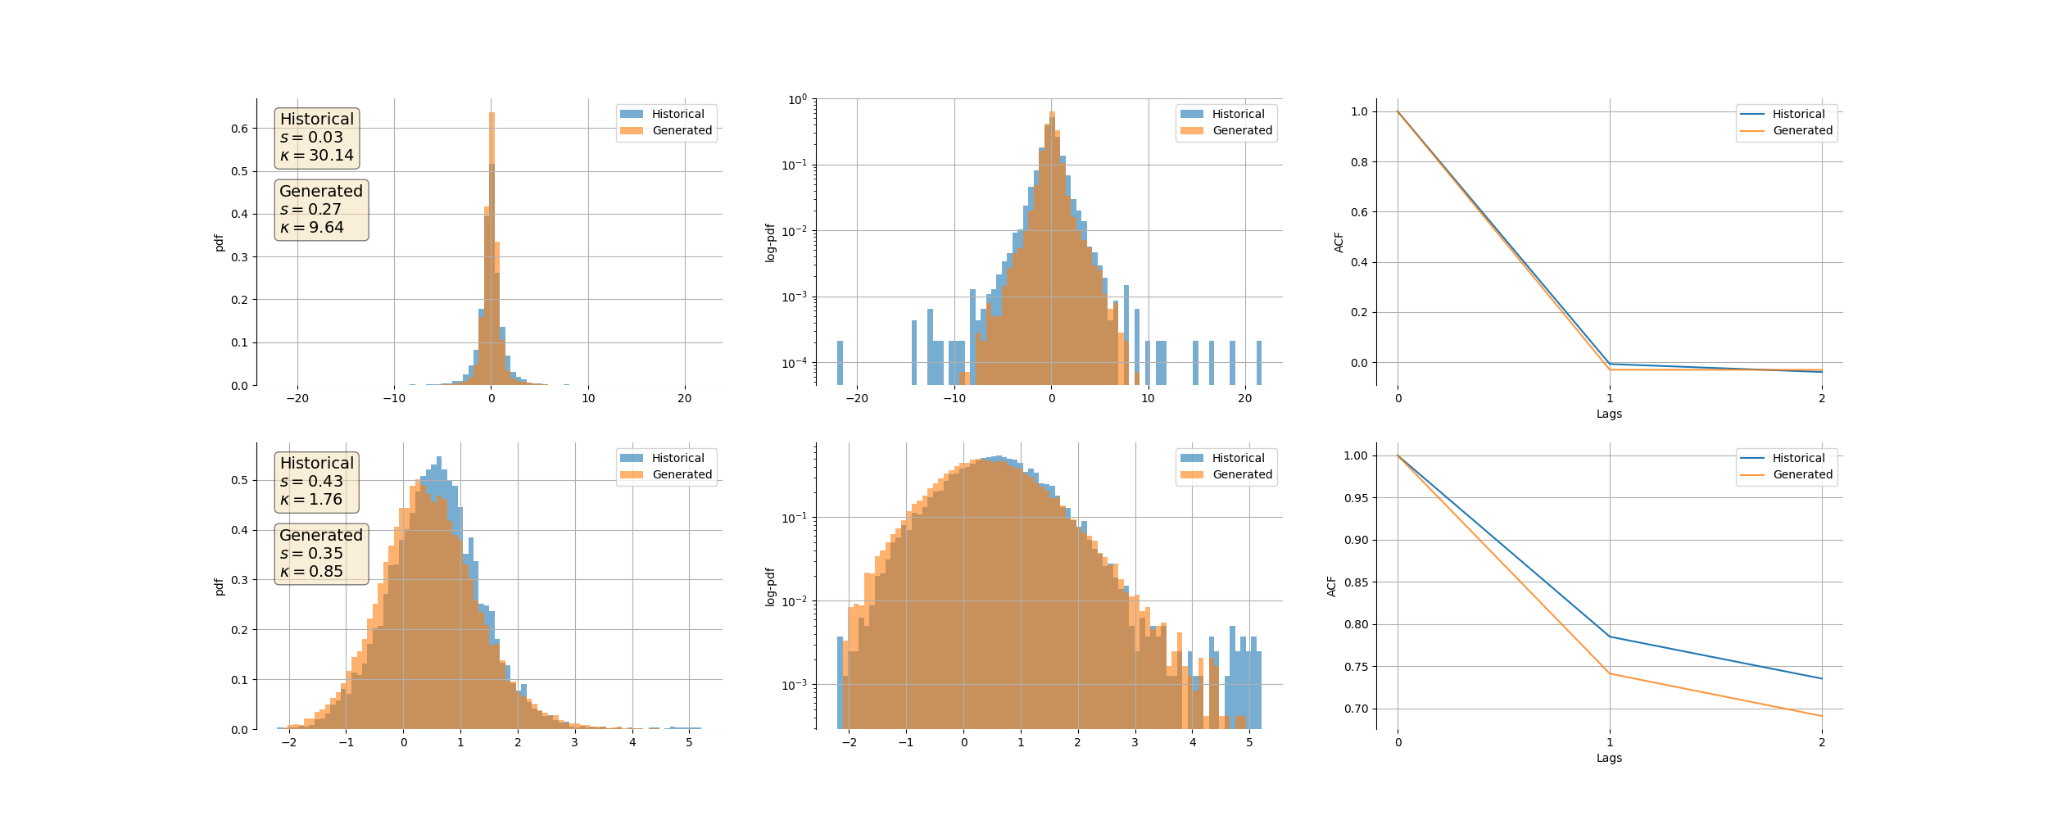 Historical
s = 0.03
κ = 30.14
Generated
s = 0.27
κ = 9.64
Historical
Generated
pdf
0.6
0.5
0.4
0.3
0.2
0.1
0.0
−20
−10
0
10
20
Historical
Generated
log-pdf
10⁰
10⁻¹
10⁻²
10⁻³
10⁻⁴
−20
−10
0
10
20
Historical
Generated
ACF
1.0
0.8
0.6
0.4
0.2
0.0
0
1
2
Lags
Historical
s = 0.43
κ = 1.76
Generated
s = 0.35
κ = 0.85
Historical
Generated
pdf
0.5
0.4
0.3
0.2
0.1
0.0
−2
−1
0
1
2
3
4
5
Historical
Generated
log-pdf
10⁻¹
10⁻²
10⁻³
−2
−1
0
1
2
3
4
5
Historical
Generated
ACF
1.00
0.95
0.90
0.85
0.80
0.75
0.70
0
1
2
Lags